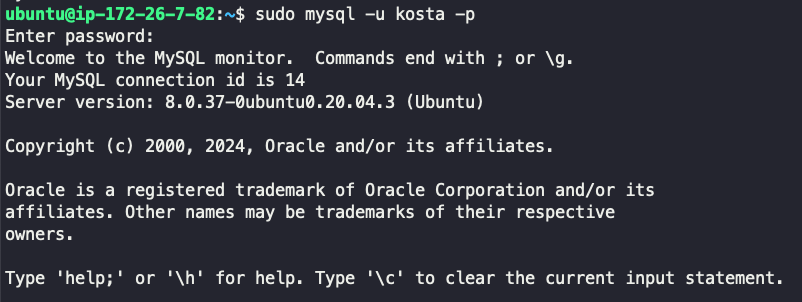 ubuntu@ip-172-26-7-82:~$ sudo mysql -u kosta -p
Enter password:
Welcome to the MySQL monitor.  Commands end with ; or \g.
Your MySQL connection id is 14
Server version: 8.0.37-0ubuntu0.20.04.3 (Ubuntu)
Copyright (c) 2000, 2024, Oracle and/or its affiliates.
Oracle is a registered trademark of Oracle Corporation and/or its
affiliates. Other names may be trademarks of their respective
owners.
Type 'help;' or '\h' for help. Type '\c' to clear the current input statement.